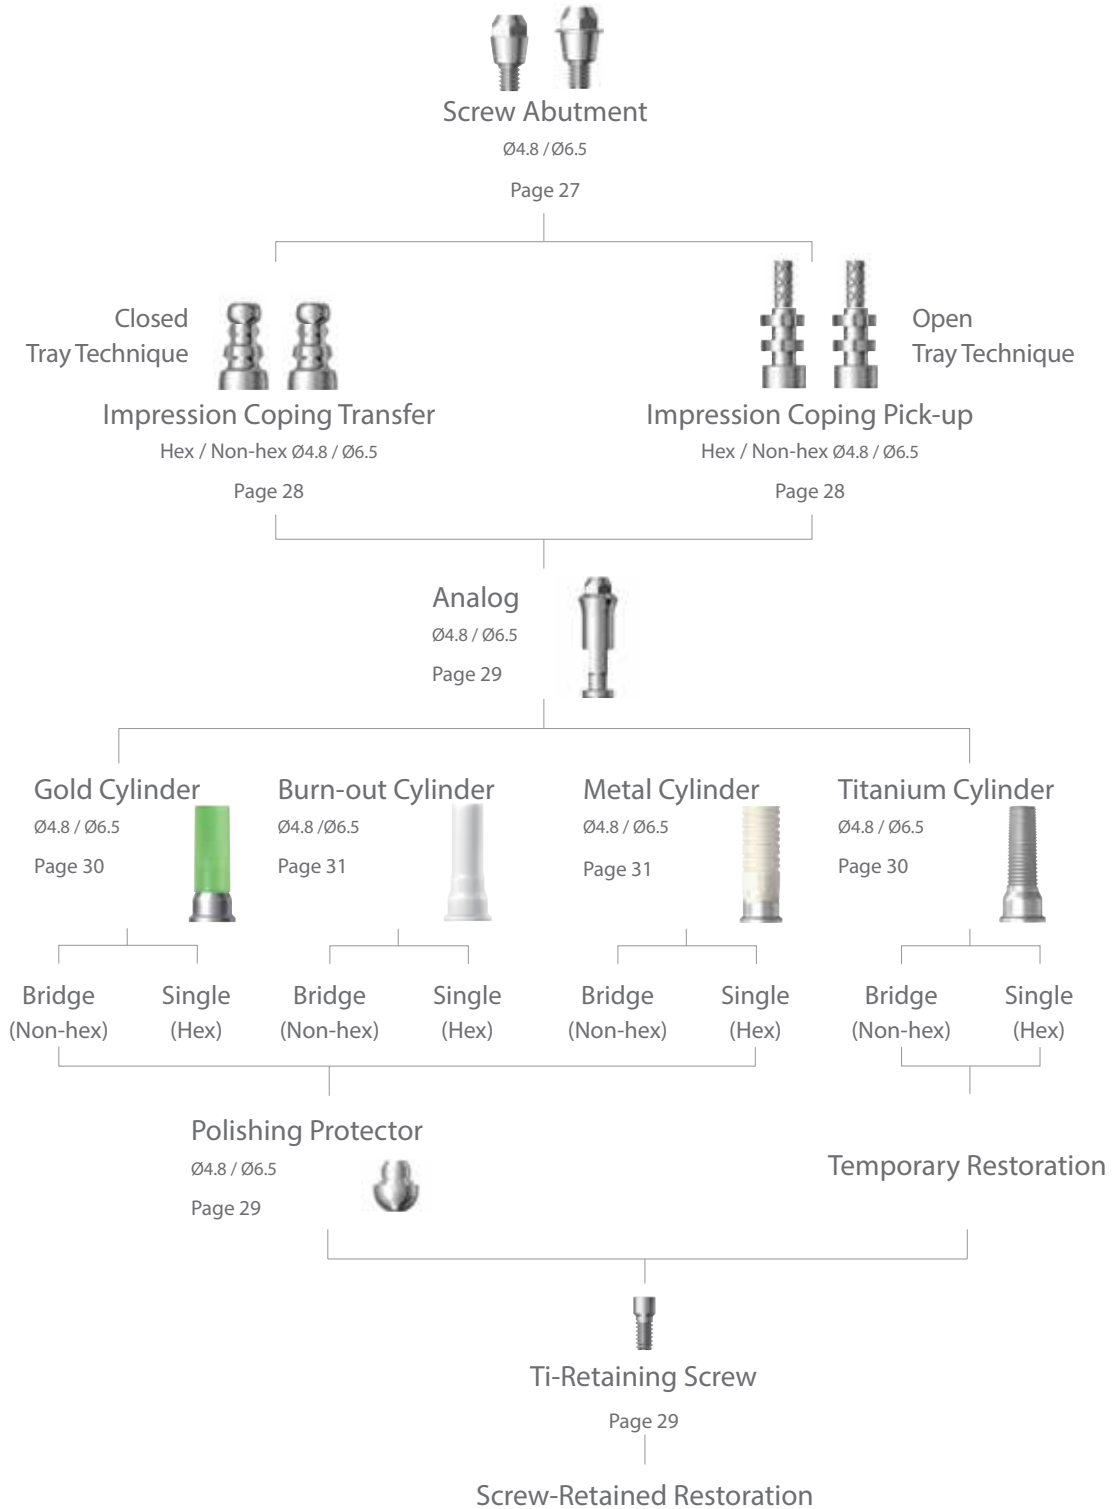 Screw Abutment
Ø4.8 / Ø6.5
Page 27
Closed
Tray Technique
Impression Coping Transfer
Hex / Non-hex Ø4.8 / Ø6.5
Page 28
Open
Tray Technique
Impression Coping Pick-up
Hex / Non-hex Ø4.8 / Ø6.5
Page 28
Analog
Ø4.8 / Ø6.5
Page 29
Gold Cylinder
Ø4.8 / Ø6.5
Page 30
Burn-out Cylinder
Ø4.8 /Ø6.5
Page 31
Metal Cylinder
Ø4.8 / Ø6.5
Page 31
Titanium Cylinder
Ø4.8 / Ø6.5
Page 30
Bridge
(Non-hex)
Single
(Hex)
Bridge
(Non-hex)
Single
(Hex)
Bridge
(Non-hex)
Single
(Hex)
Bridge
(Non-hex)
Single
(Hex)
Polishing Protector
Ø4.8 / Ø6.5
Page 29
Temporary Restoration
Ti-Retaining Screw
Page 29
Screw-Retained Restoration